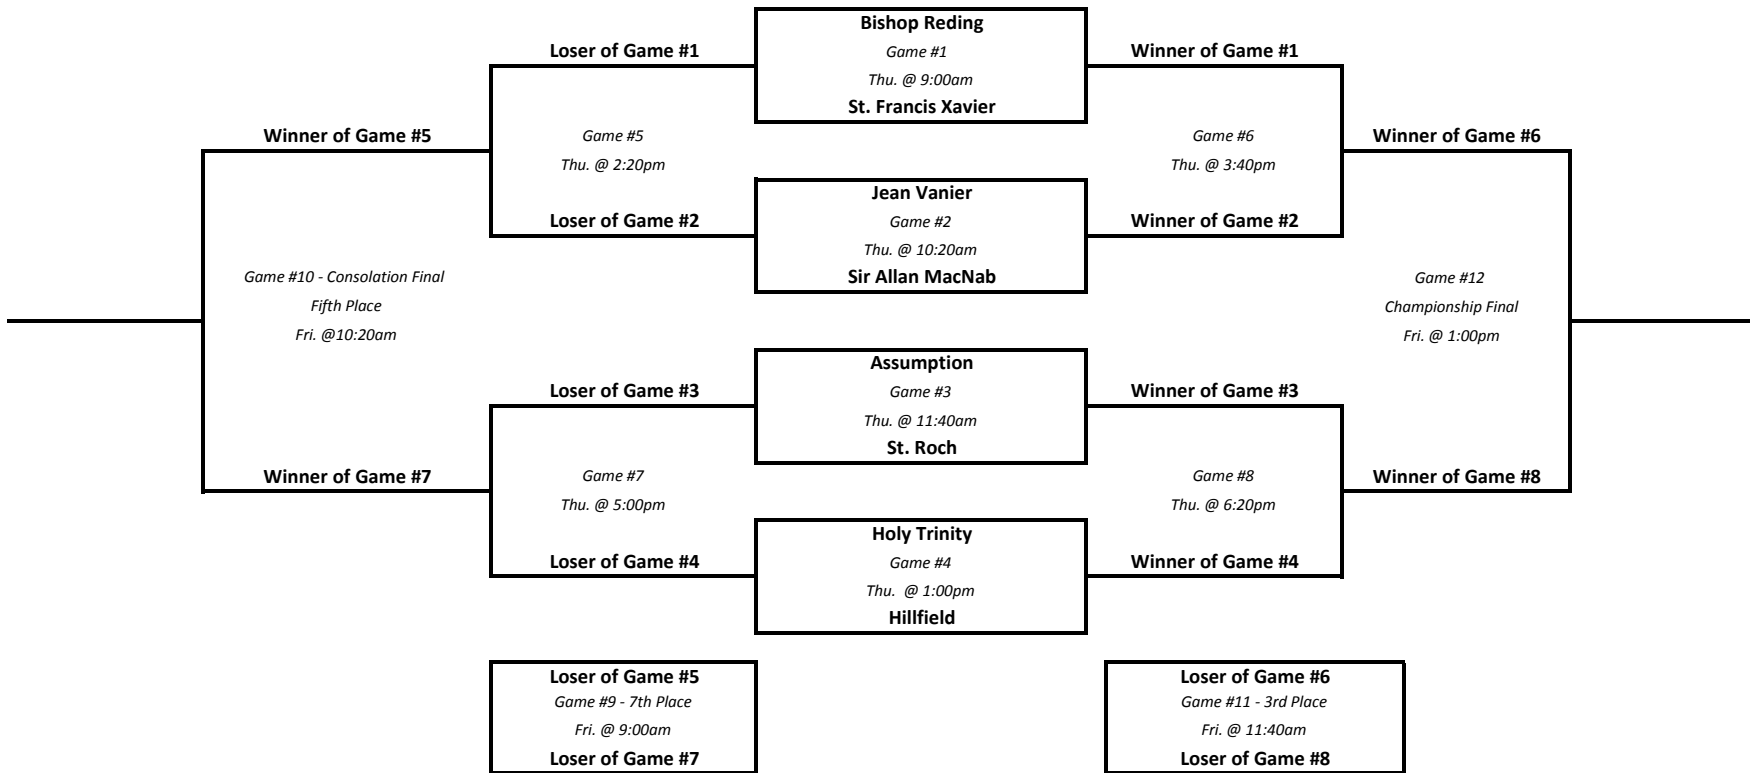 Bishop Reding
Loser of Game #1
Game #1
Winner of Game #1
Thu. @ 9:00am
St. Francis Xavier
Winner of Game #5
Game #5
Game #6
Winner of Game #6
Thu. @ 2:20pm
Thu. @ 3:40pm
Jean Vanier
Loser of Game #2
Game #2
Winner of Game #2
Thu. @ 10:20am
Game #10 - Consolation Final
Sir Allan MacNab
Game #12
Fifth Place
Championship Final
Fri. @10:20am
Fri. @ 1:00pm
Assumption
Loser of Game #3
Game #3
Winner of Game #3
Thu. @ 11:40am
St. Roch
Winner of Game #7
Game #7
Game #8
Winner of Game #8
Thu. @ 5:00pm
Thu. @ 6:20pm
Holy Trinity
Loser of Game #4
Game #4
Winner of Game #4
Thu. @ 1:00pm
Hillfield
Loser of Game #5
Game #9 - 7th Place
Fri. @ 9:00am
Loser of Game #7
Loser of Game #6
Game #11 - 3rd Place
Fri. @ 11:40am
Loser of Game #8